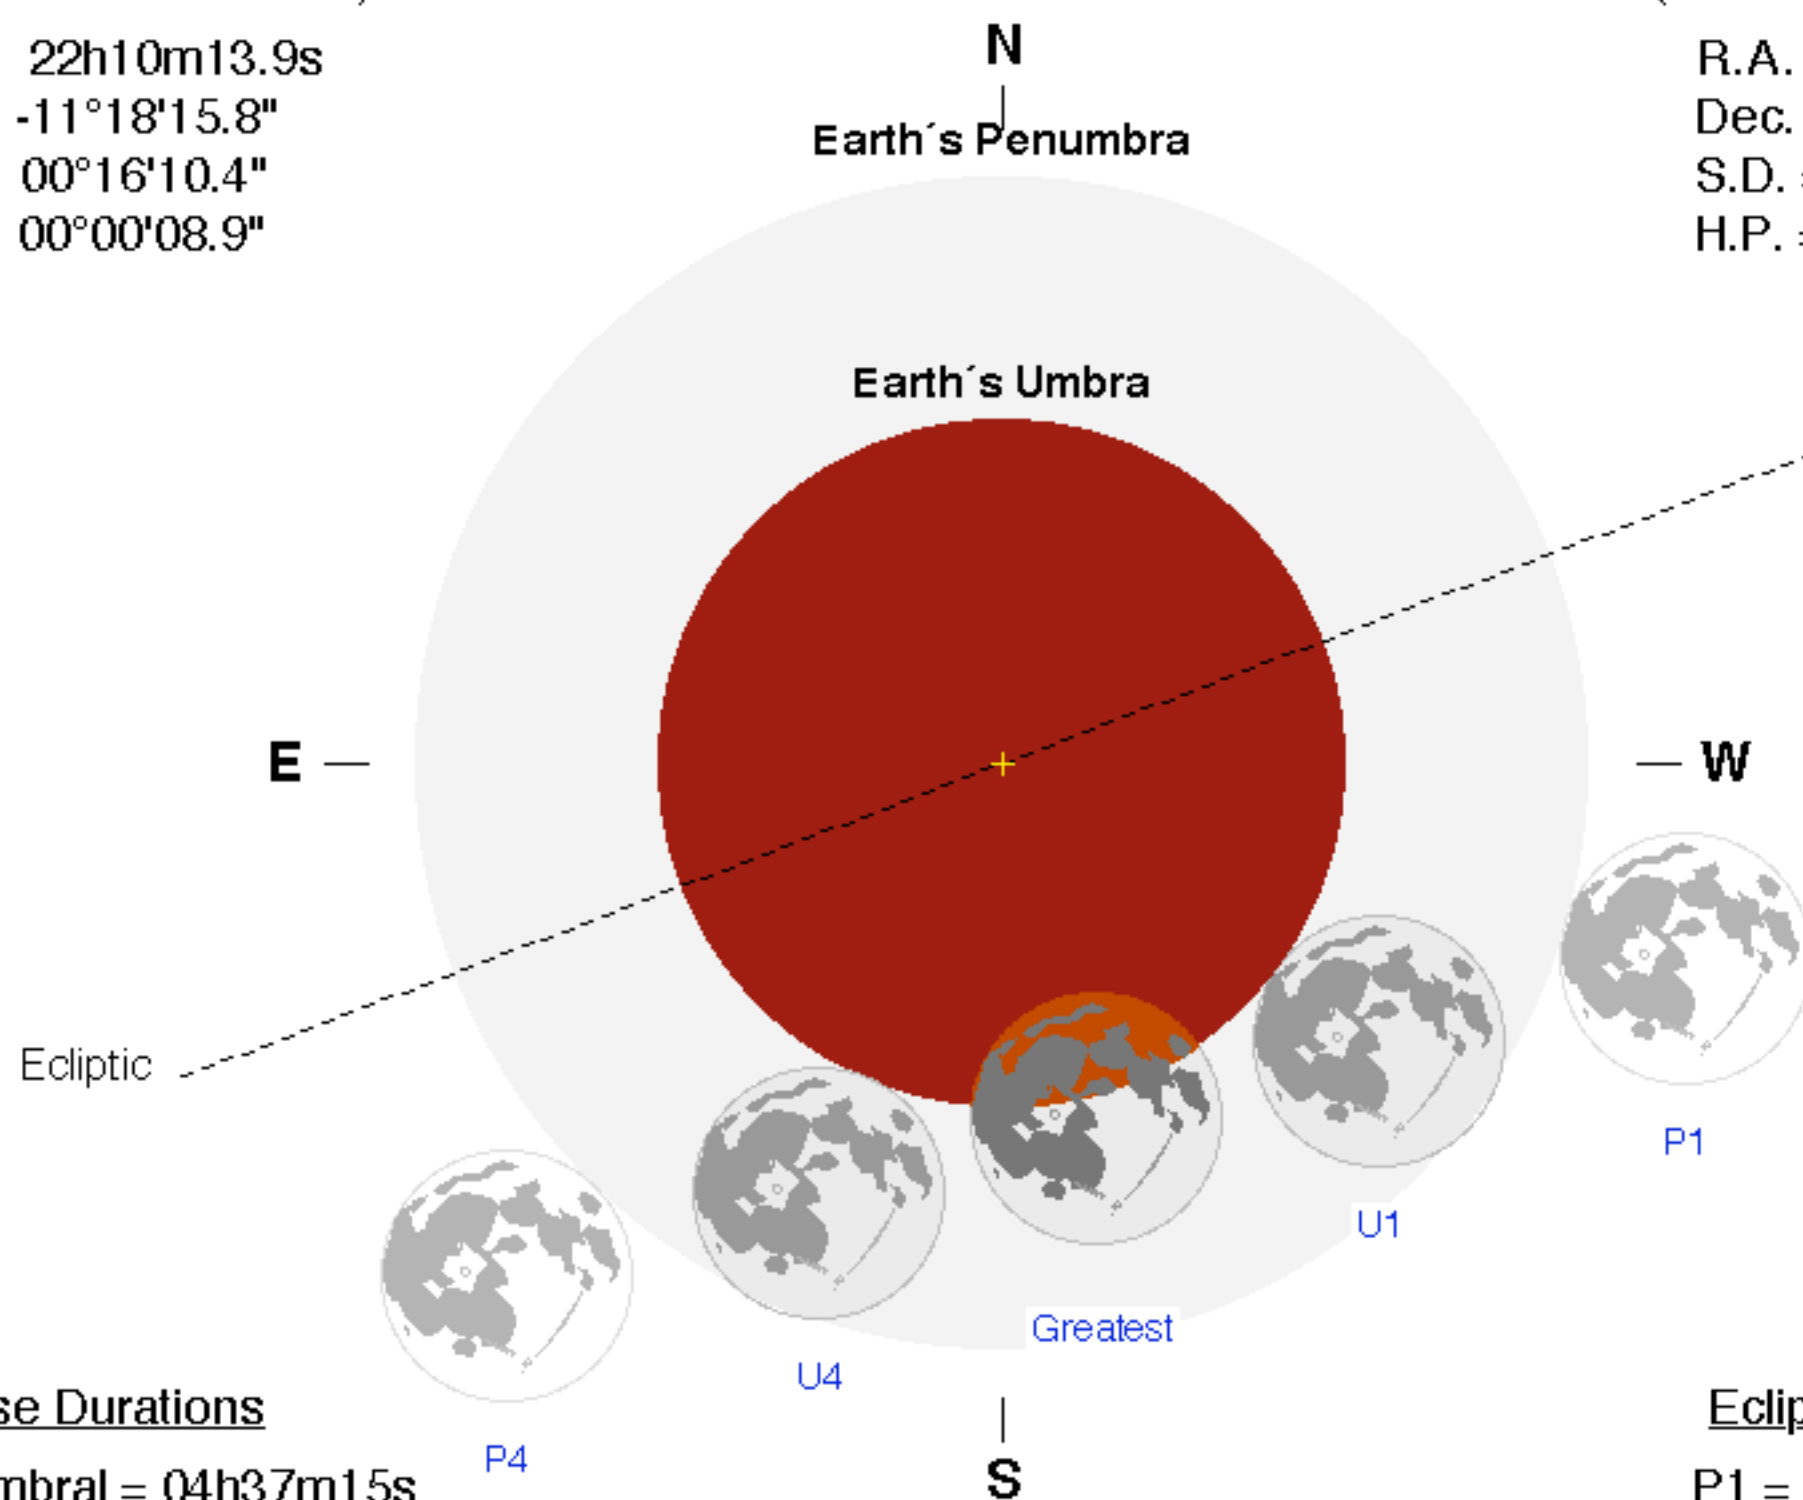 22h10m13.9s
-11°18'15.8"
00°16'10.4"
00°00'08.9"
N
R.A.
Dec.
S.D. =
H.P. =
Earth´s Penumbra
Earth´s Umbra
E
W
Ecliptic
P1
U1
Greatest
U4
P4
S
se Durations
mbral = 04h37m15s
Eclip
P1 =